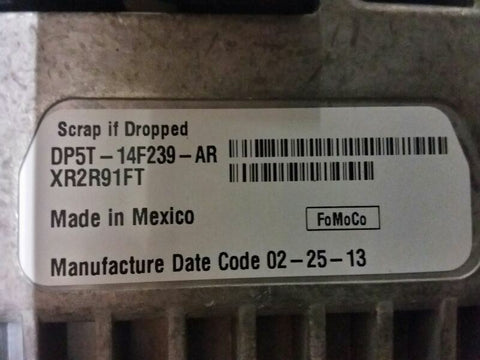 Scrap if Dropped
DP5T-14F239-AR
XR2R91FT
Made in Mexico
FoMoCo
Manufacture Date Code 02-25-13